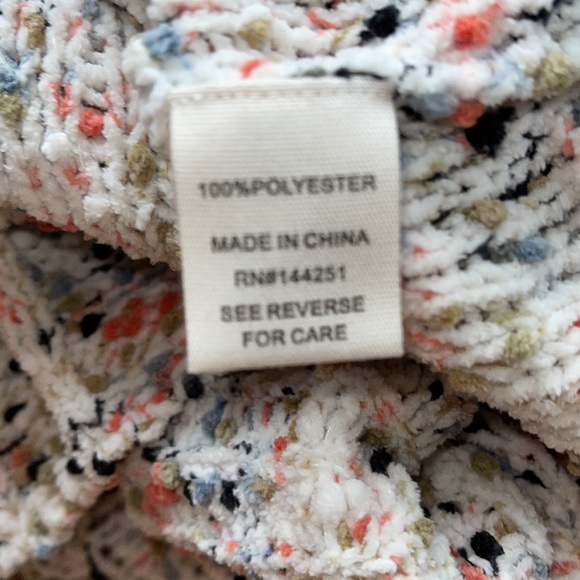 100%POLYESTER
MADE IN CHINA
RN#144251
SEE REVERSE
FOR CARE